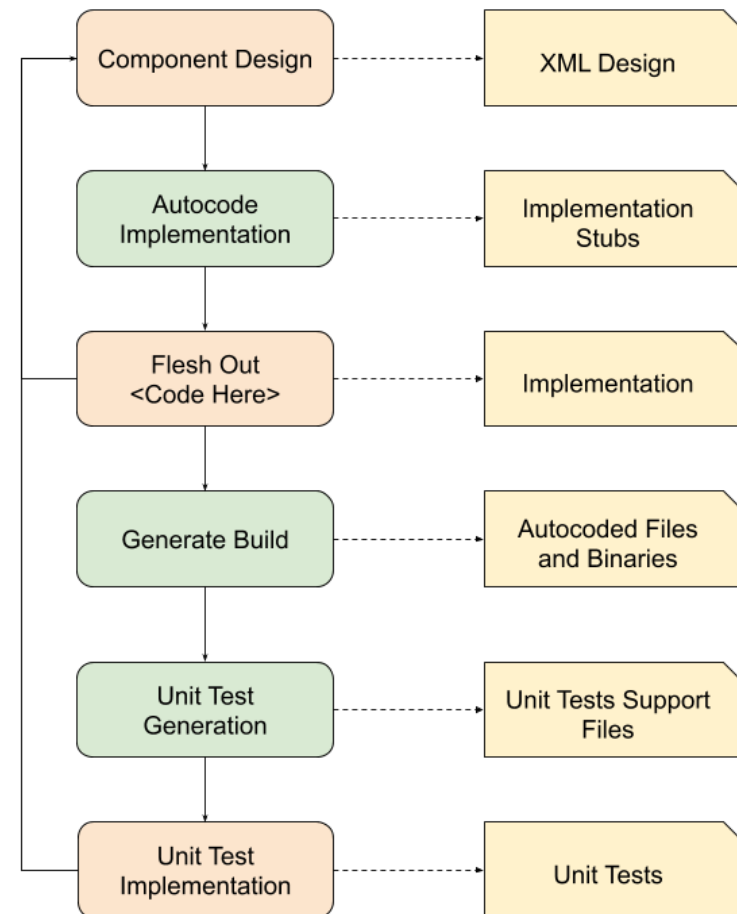 Component Design
XML Design
Autocode
Implementation
Implementation
Stubs
Flesh Out
<Code Here>
Implementation
Generate Build
Autocoded Files
and Binaries
Unit Test
Generation
Unit Tests Support
Files
Unit Test
Implementation
Unit Tests